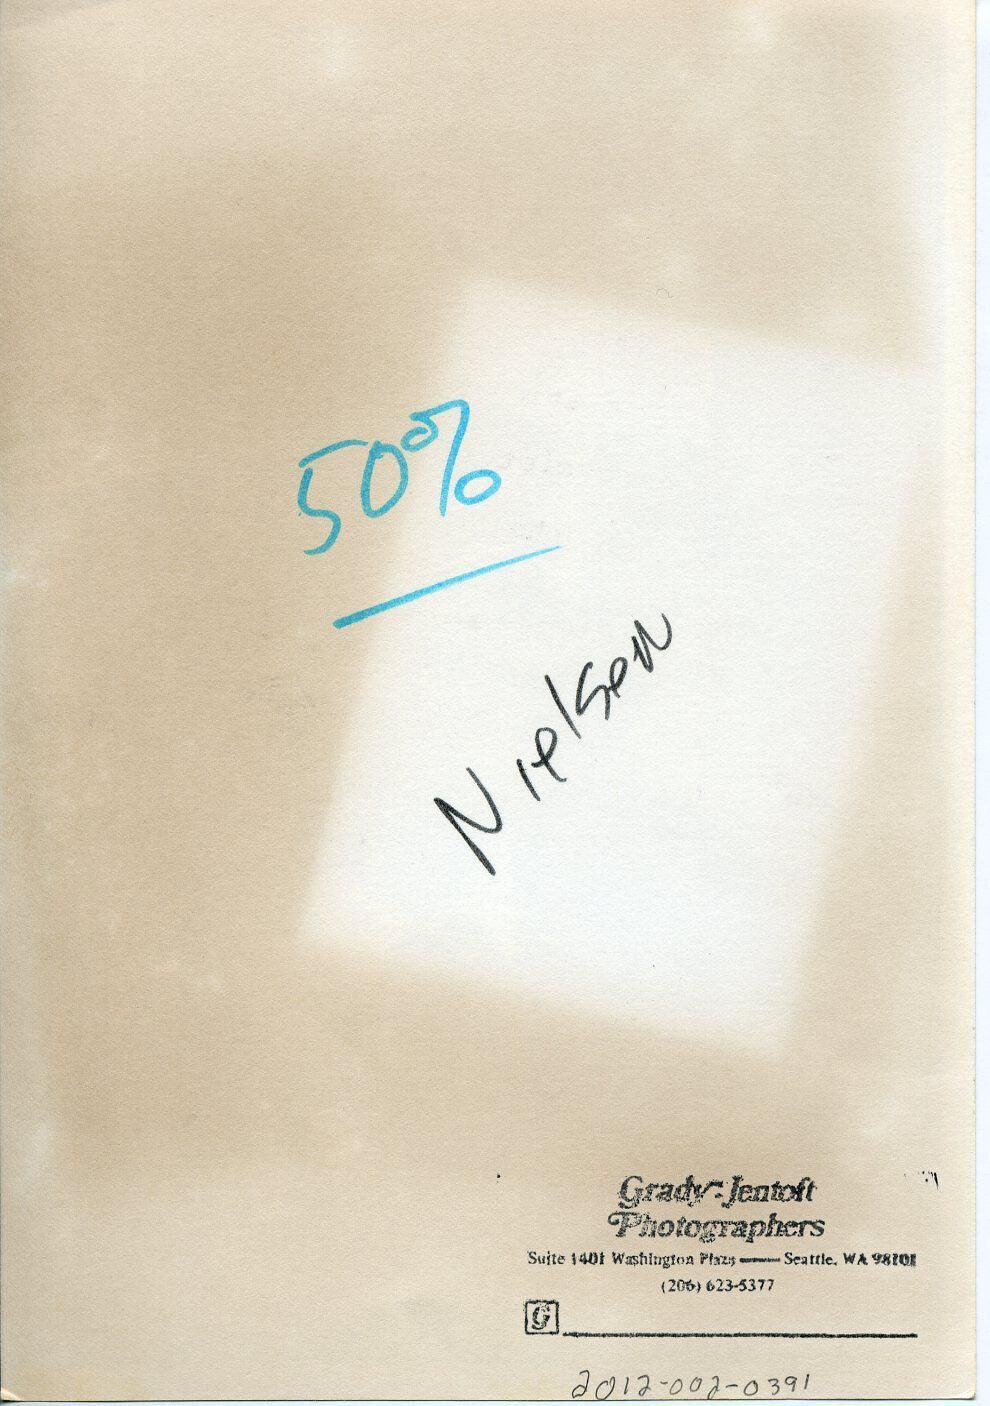 50%
Nielsen
Grady-Jentoft
Photographers
Suite 1401 Washington Plaza — Seattle, WA 98101
(206) 623-5377
G
2012-002-0391